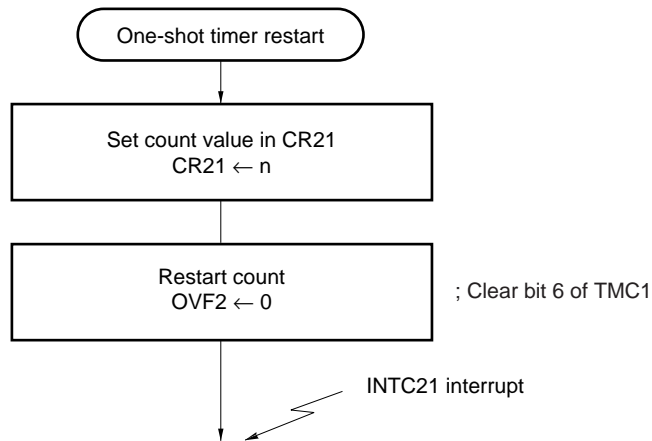 One-shot timer restart
Set count value in CR21
CR21 ← n
Restart count
OVF2 ← 0
; Clear bit 6 of TMC1
INTC21 interrupt